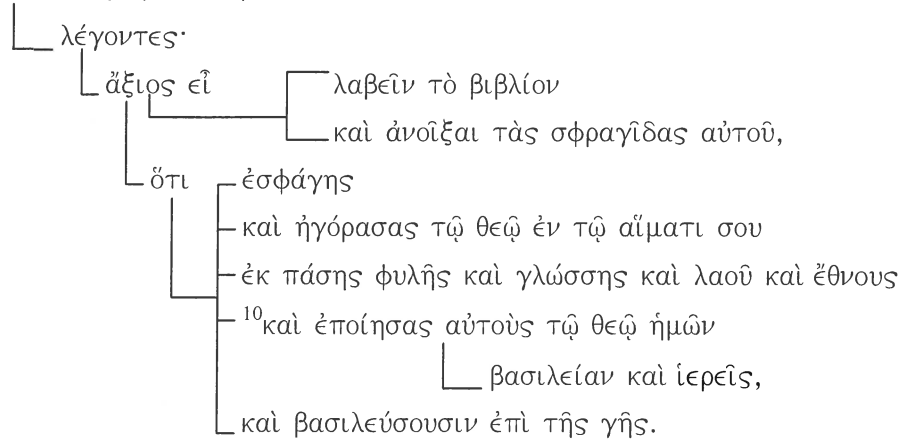 λέγοντες·
ἄξιος εἶ
λαβεῖν τὸ βιβλίον
καὶ ἀνοῖξαι τὰς σφραγῖδας αὐτοῦ,
ὅτι
ἐσφάγης
καὶ ἠγόρασας τῷ θεῷ ἐν τῷ αἵματι σου
ἐκ πάσης φυλῆς καὶ γλώσσης καὶ λαοῦ καὶ ἔθνους
10καὶ ἐποίησας αὐτοὺς τῷ θεῷ ἡμῶν
βασιλείαν καὶ ἱερεῖς,
καὶ βασιλεύσουσιν ἐπὶ τῆς γῆς.